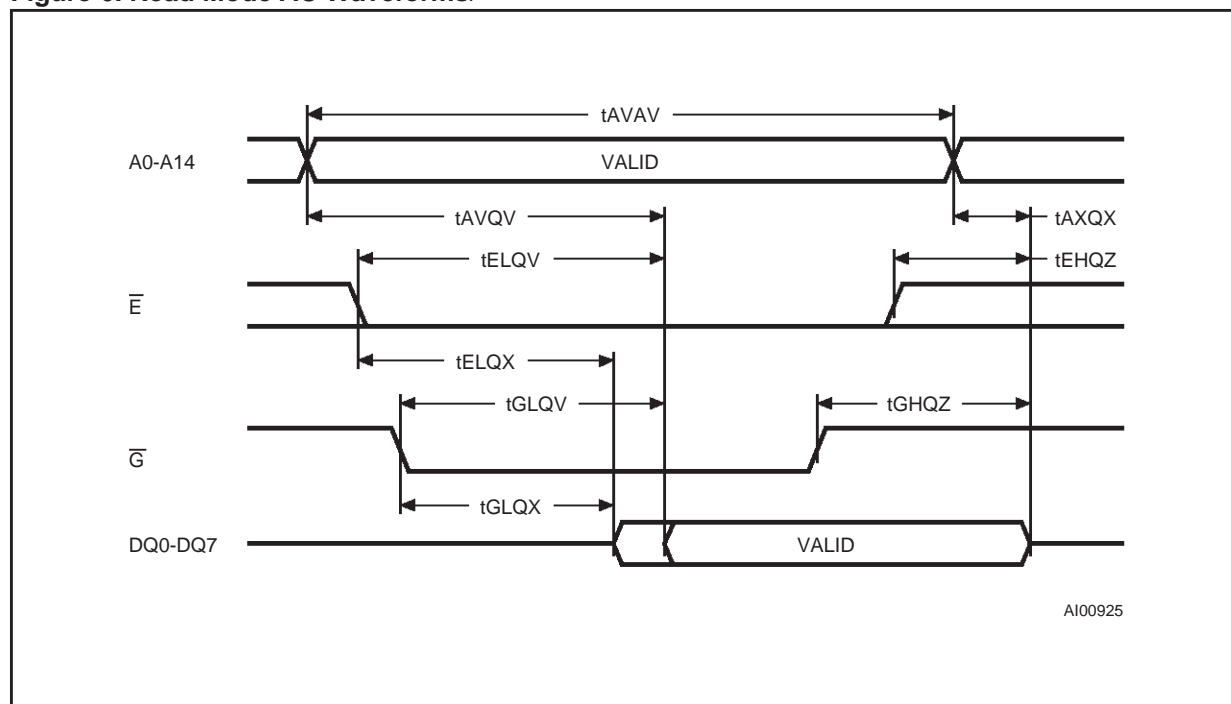 Figure 6. Read Mode AC Waveforms.
tAVAV
A0-A14
VALID
tAVQV
tAXQX
tELQV
tEHQZ
E
tELQX
tGLQV
tGHQZ
G
tGLQX
DQ0-DQ7
VALID
AI00925